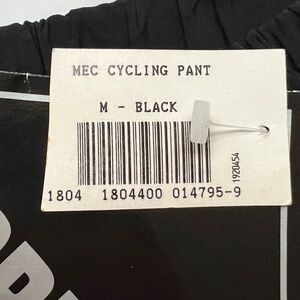 MEC CYCLING PANT
M - BLACK
1804 1804400 014795-9
1920454